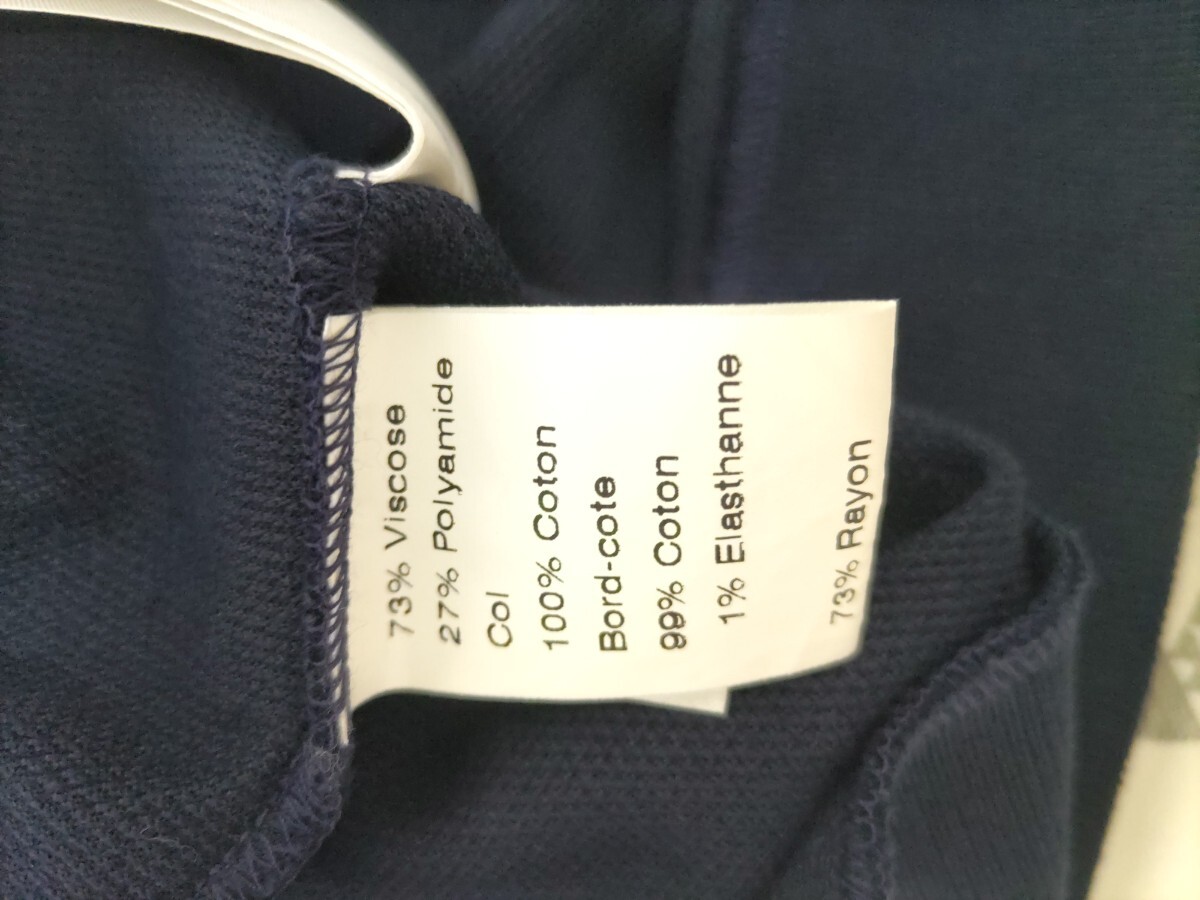 73% Viscose
27% Polyamide
Col
100% Coton
Bord-cote
99% Coton
1% Elasthanne
73% Rayon